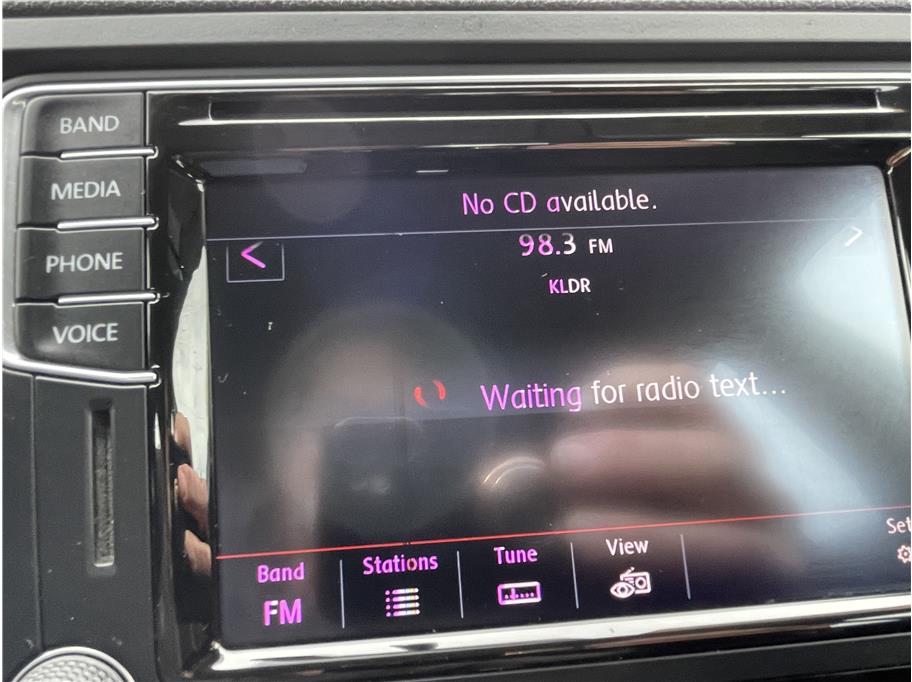 BAND
MEDIA
PHONE
VOICE
No CD available.
98.3 FM
KLDR
Waiting for radio text...
Band
FM
Stations
Tune
View
Set